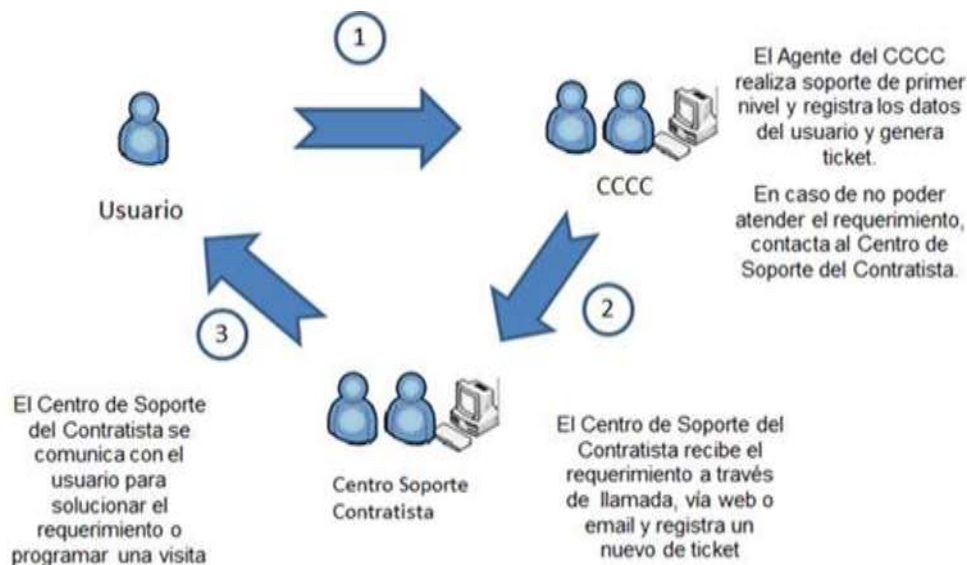 1
El Agente del CCCC
realiza soporte de primer
nivel y registra los datos
del usuario y genera
ticket.
En caso de no poder
atender el requerimiento,
contacta al Centro de
Soporte del Contratista.
Usuario
CCCC
2
3
El Centro de Soporte
del Contratista se
comunica con el
usuario para
solucionar el
requerimiento o
programar una visita
Centro Soporte
Contratista
El Centro de Soporte del
Contratista recibe el
requerimiento a través
de llamada, vía web o
email y registra un
nuevo de ticket